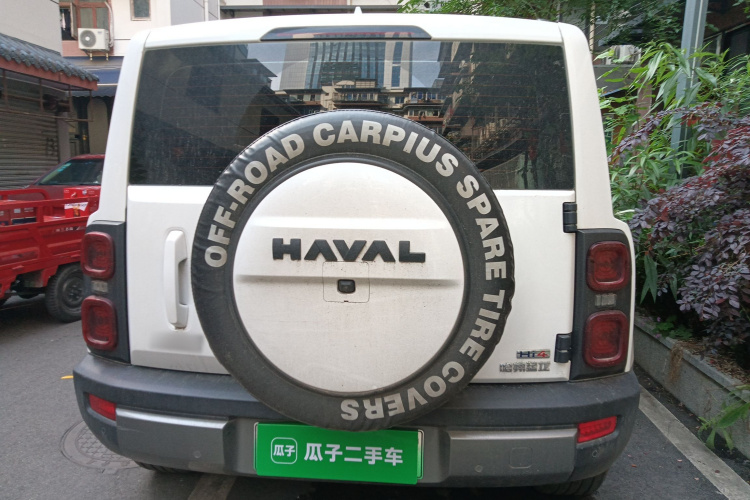 OFF-ROAD CARPIUS SPARE TIRE COVERS
HAVAL
瓜子 瓜子二手车